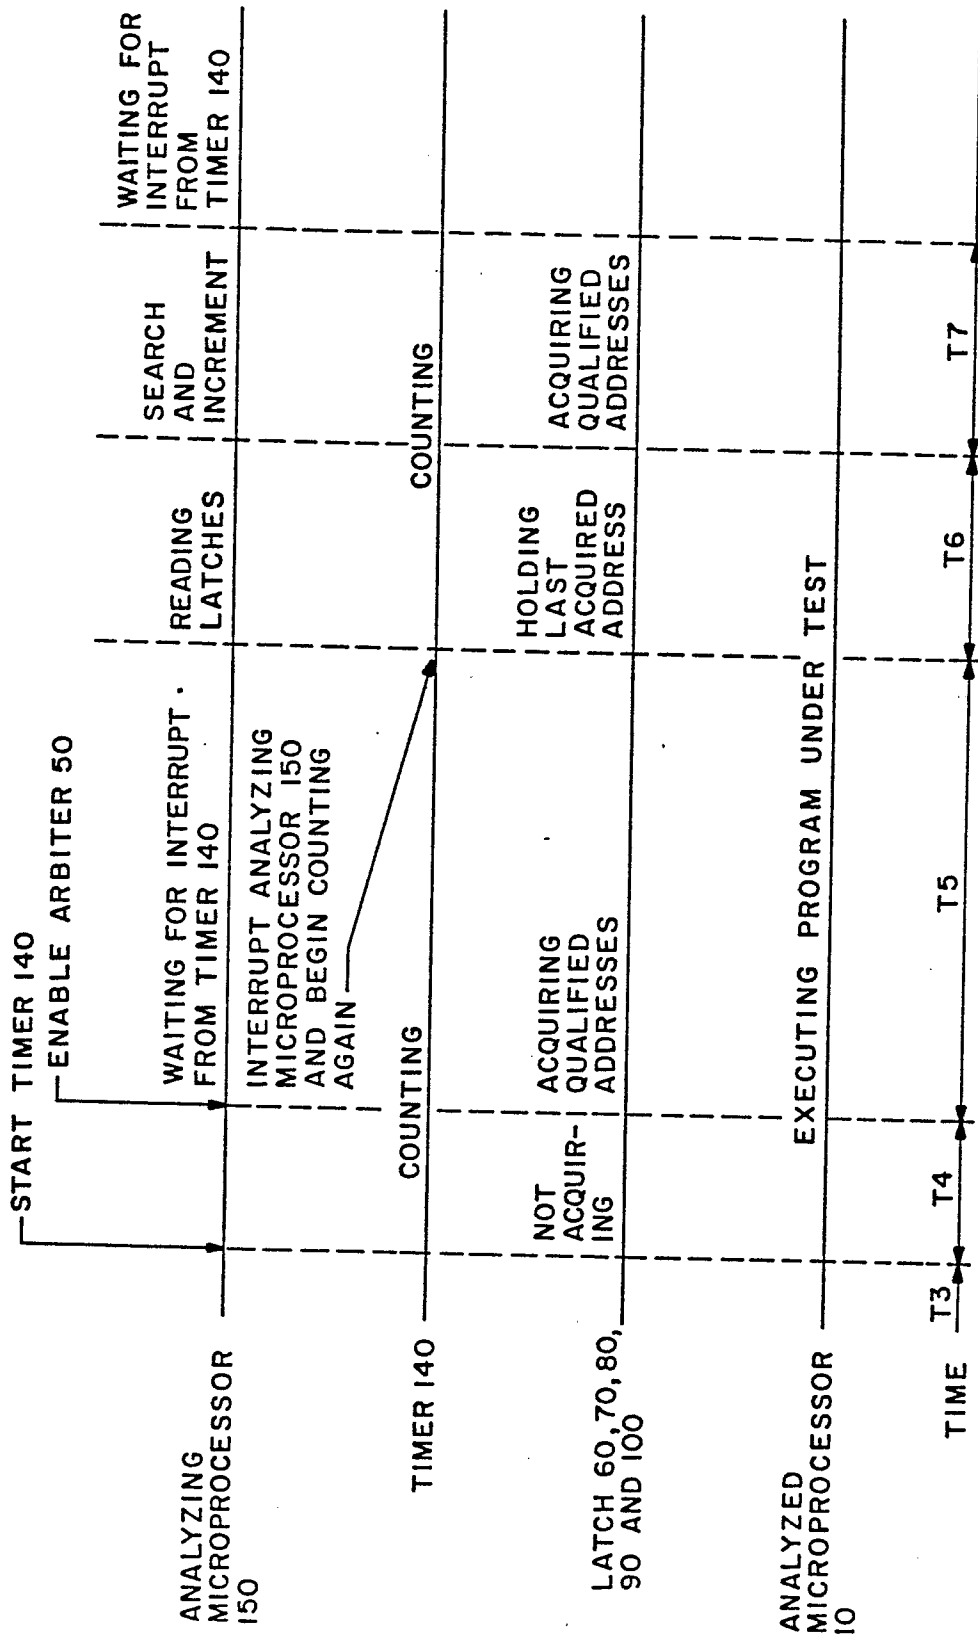 START TIMER 140
ENABLE ARBITER 50
ANALYZING
MICROPROCESSOR
150
WAITING FOR INTERRUPT
FROM TIMER 140
READING
LATCHES
SEARCH
AND
INCREMENT
WAITING FOR
INTERRUPT
FROM
TIMER 140
INTERRUPT ANALYZING
MICROPROCESSOR 150
AND BEGIN COUNTING
AGAIN
TIMER 140
COUNTING
COUNTING
LATCH 60, 70, 80,
90 AND 100
NOT
ACQUIR-
ING
ACQUIRING
QUALIFIED
ADDRESSES
HOLDING
LAST
ACQUIRED
ADDRESS
ACQUIRING
QUALIFIED
ADDRESSES
ANALYZED
MICROPROCESSOR
10
EXECUTING PROGRAM UNDER TEST
TIME
T3
T4
T5
T6
T7